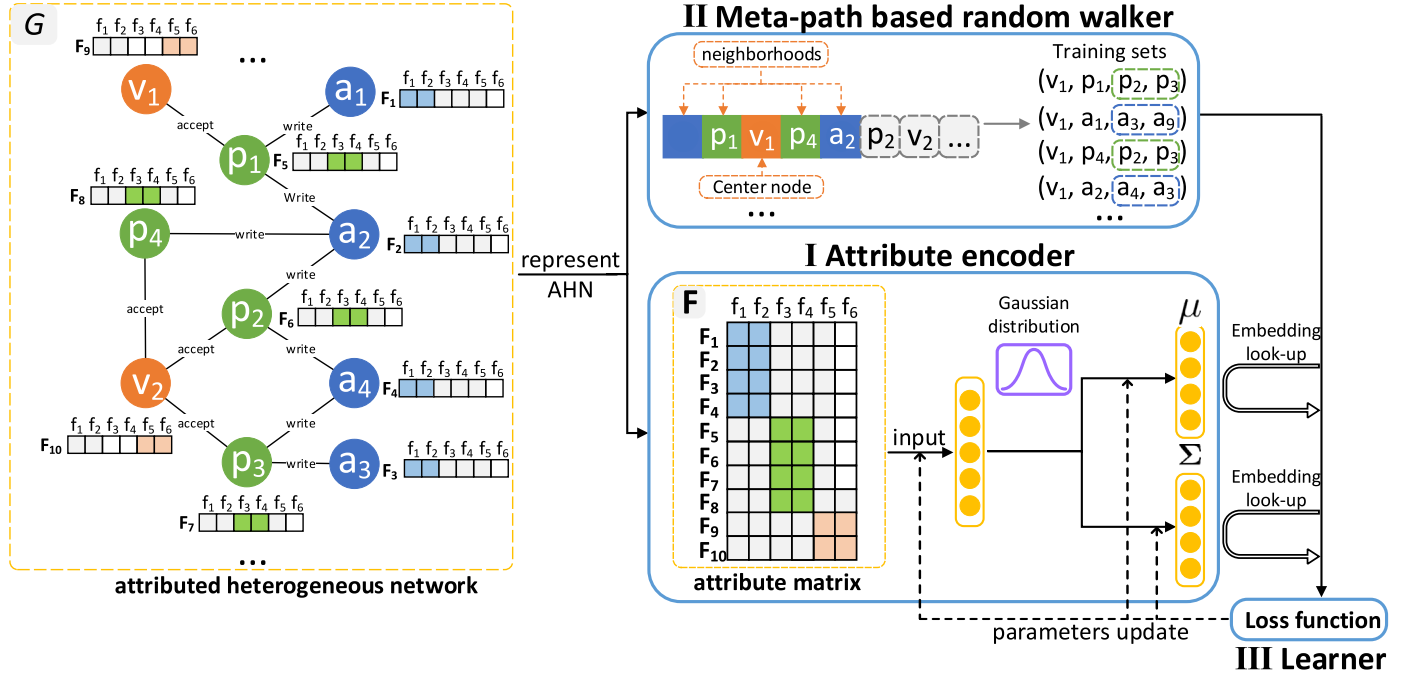 G
f1 f2 f3 f4 f5 f6
F9
...
v1
a1
f1 f2 f3 f4 f5 f6
F1
accept
write
p1
f1 f2 f3 f4 f5 f6
F5
f1 f2 f3 f4 f5 f6
F8
Write
p4
write
a2
f1 f2 f3 f4 f5 f6
F2
write
accept
p2
f1 f2 f3 f4 f5 f6
F6
accept
write
v2
a4
f1 f2 f3 f4 f5 f6
F4
f1 f2 f3 f4 f5 f6
F10
accept
write
p3
write
a3
f1 f2 f3 f4 f5 f6
F3
f1 f2 f3 f4 f5 f6
F7
...
attributed heterogeneous network
represent
AHN
II Meta-path based random walker
neighborhoods
p1 v1 p4 a2 p2 v2 ...
Center node
...
Training sets
(v1, p1, p2, p3)
(v1, a1, a3, a9)
(v1, p4, p2, p3)
(v1, a2, a4, a3)
...
I Attribute encoder
F
f1 f2 f3 f4 f5 f6
F1
F2
F3
F4
F5
F6
F7
F8
F9
F10
attribute matrix
input
Gaussian
distribution
μ
Σ
Embedding
look-up
Embedding
look-up
parameters update
Loss function
III Learner